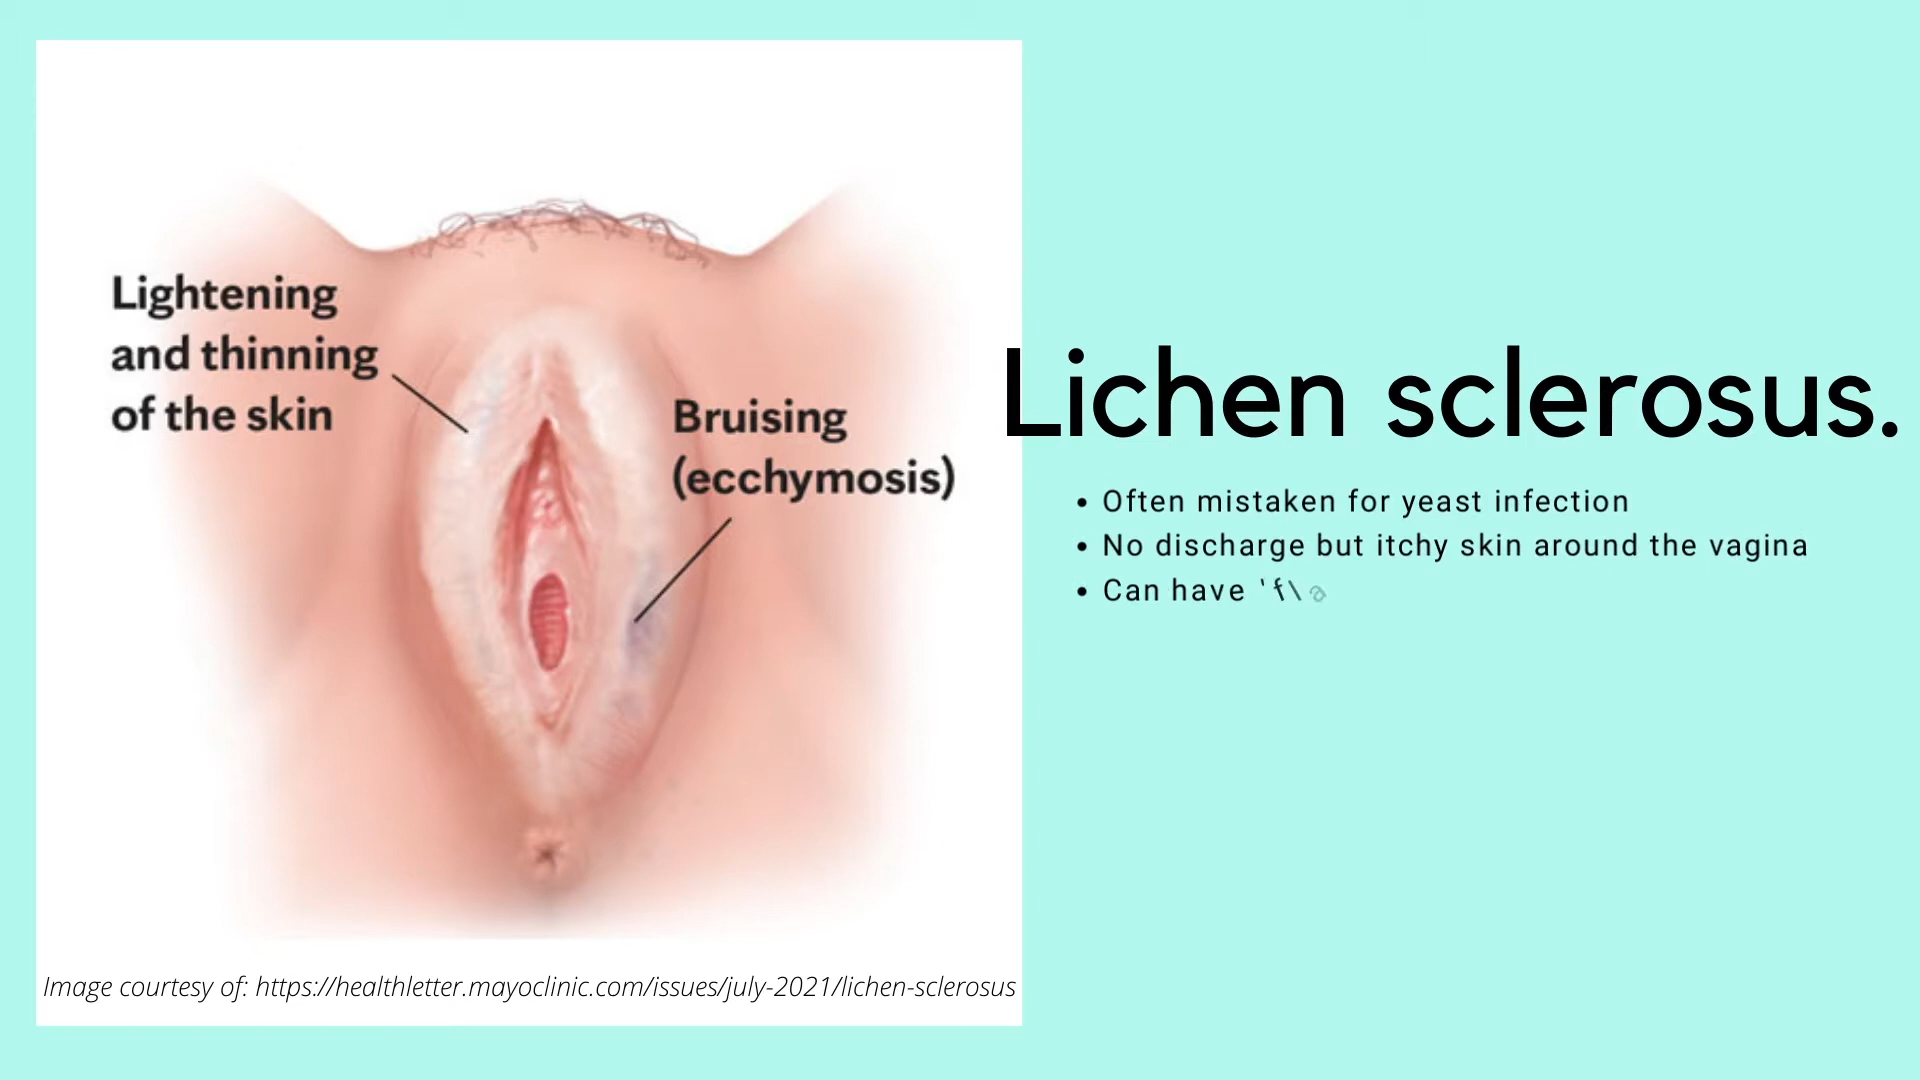 Lightening
and thinning
of the skin
Bruising
(ecchymosis)
Image courtesy of: https://healthletter.mayoclinic.com/issues/july-2021/lichen-sclerosus
Lichen sclerosus.
• Often mistaken for yeast infection
• No discharge but itchy skin around the vagina
• Can have